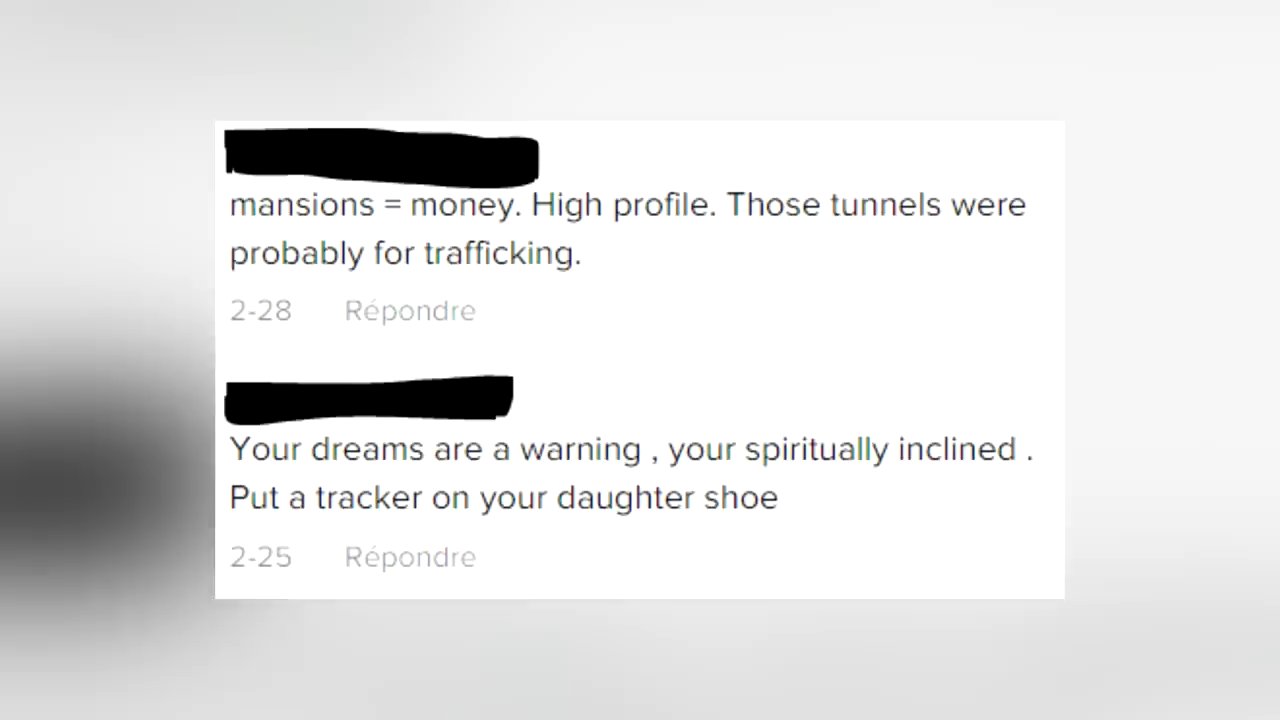 mansions = money. High profile. Those tunnels were
probably for trafficking.
2-28 Répondre
Your dreams are a warning , your spiritually inclined .
Put a tracker on your daughter shoe
2-25 Répondre